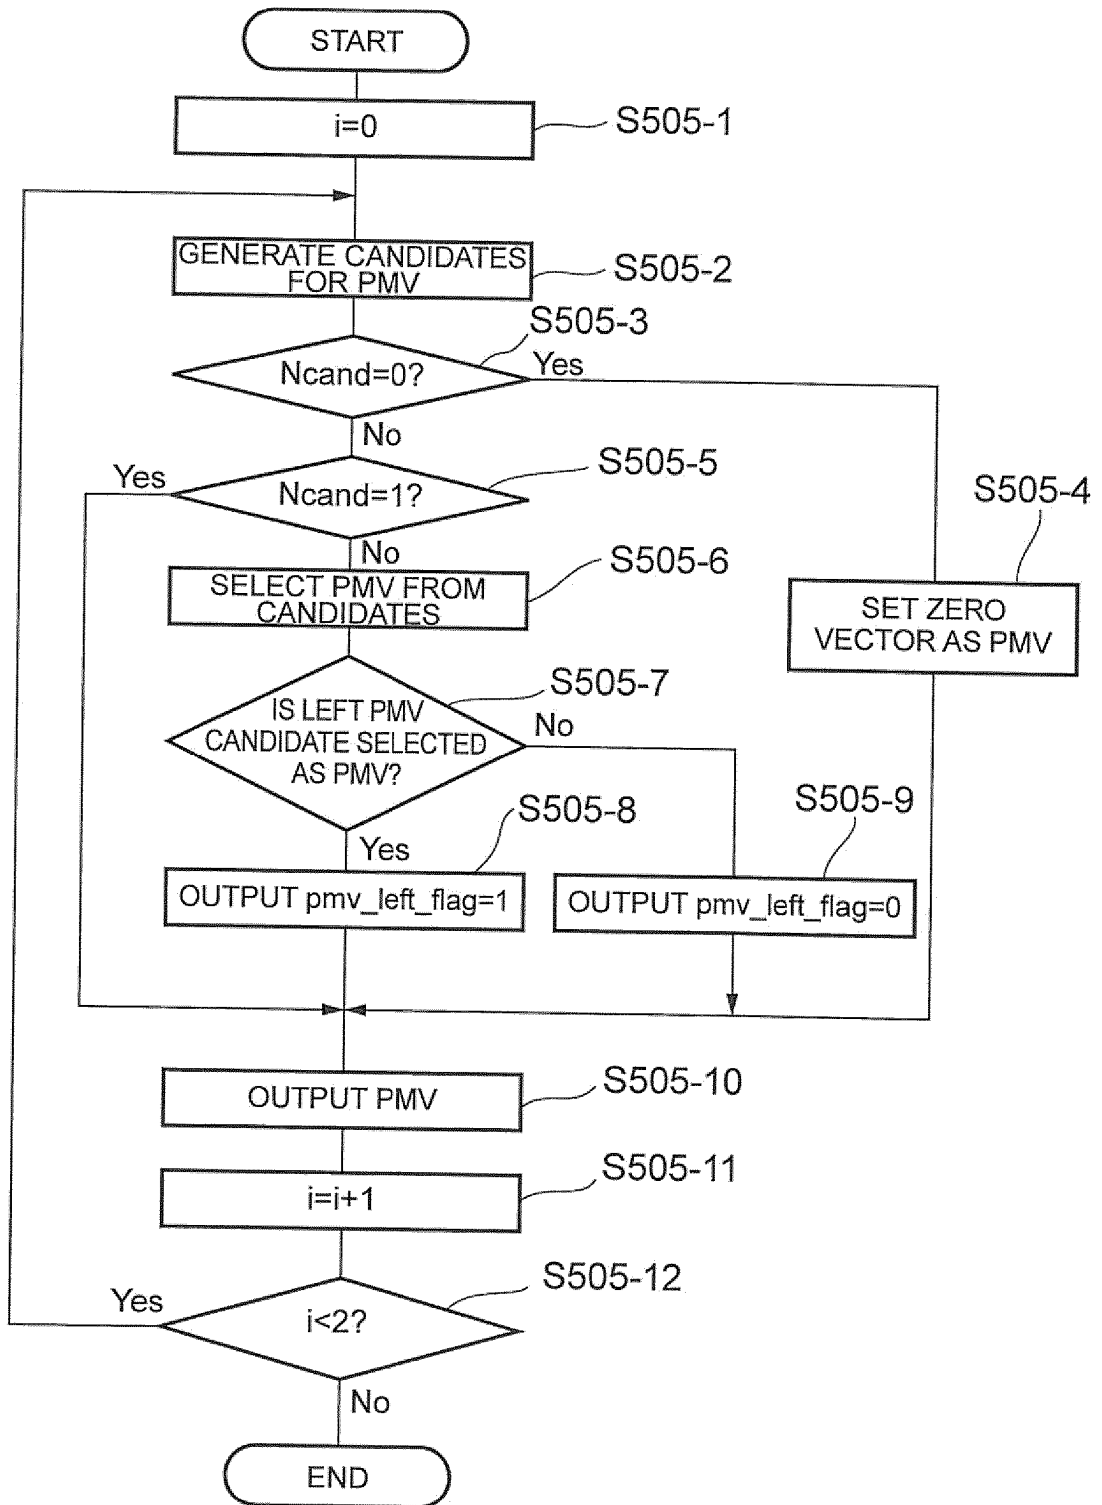 START
i=0
S505-1
GENERATE CANDIDATES
FOR PMV
S505-2
S505-3
Ncand=0?
Yes
No
S505-5
Yes
Ncand=1?
S505-4
No
S505-6
SELECT PMV FROM
CANDIDATES
SET ZERO
VECTOR AS PMV
S505-7
IS LEFT PMV
CANDIDATE SELECTED
AS PMV?
No
S505-8
S505-9
Yes
OUTPUT pmv_left_flag=1
OUTPUT pmv_left_flag=0
OUTPUT PMV
S505-10
i=i+1
S505-11
S505-12
Yes
i<2?
No
END